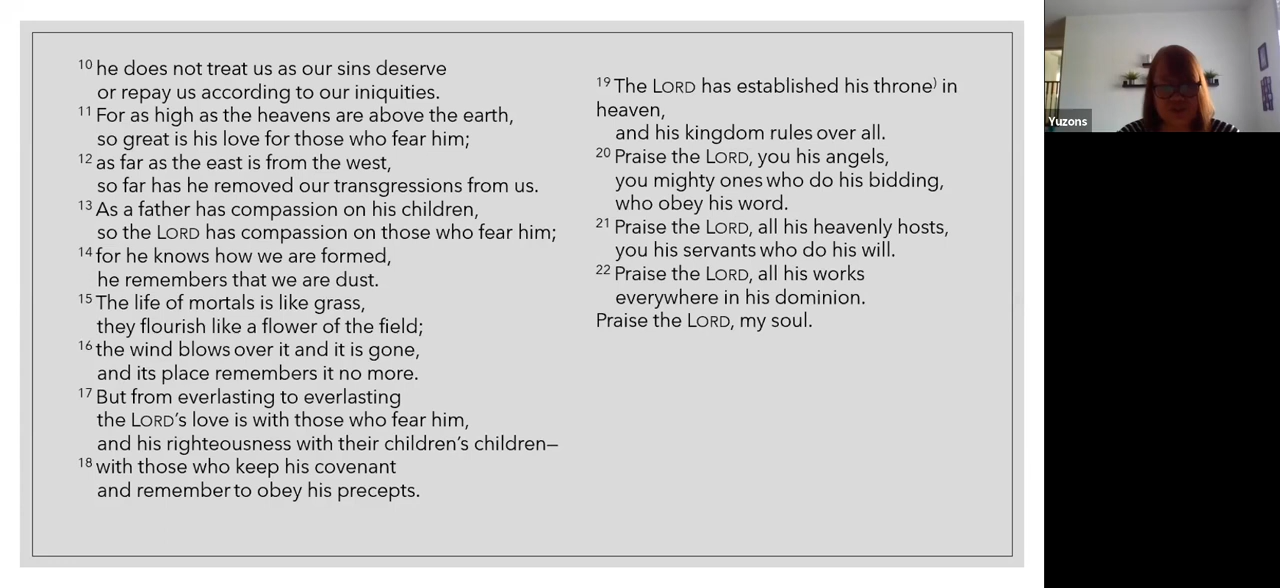 10 he does not treat us as our sins deserve
or repay us according to our iniquities.
11 For as high as the heavens are above the earth,
so great is his love for those who fear him;
12 as far as the east is from the west,
so far has he removed our transgressions from us.
13 As a father has compassion on his children,
so the LORD has compassion on those who fear him;
14 for he knows how we are formed,
he remembers that we are dust.
15 The life of mortals is like grass,
they flourish like a flower of the field;
16 the wind blows over it and it is gone,
and its place remembers it no more.
17 But from everlasting to everlasting
the LORD’s love is with those who fear him,
and his righteousness with their children’s children—
18 with those who keep his covenant
and remember to obey his precepts.
19 The LORD has established his throne) in
heaven,
and his kingdom rules over all.
20 Praise the LORD, you his angels,
you mighty ones who do his bidding,
who obey his word.
21 Praise the LORD, all his heavenly hosts,
you his servants who do his will.
22 Praise the LORD, all his works
everywhere in his dominion.
Praise the LORD, my soul.
Yuzons